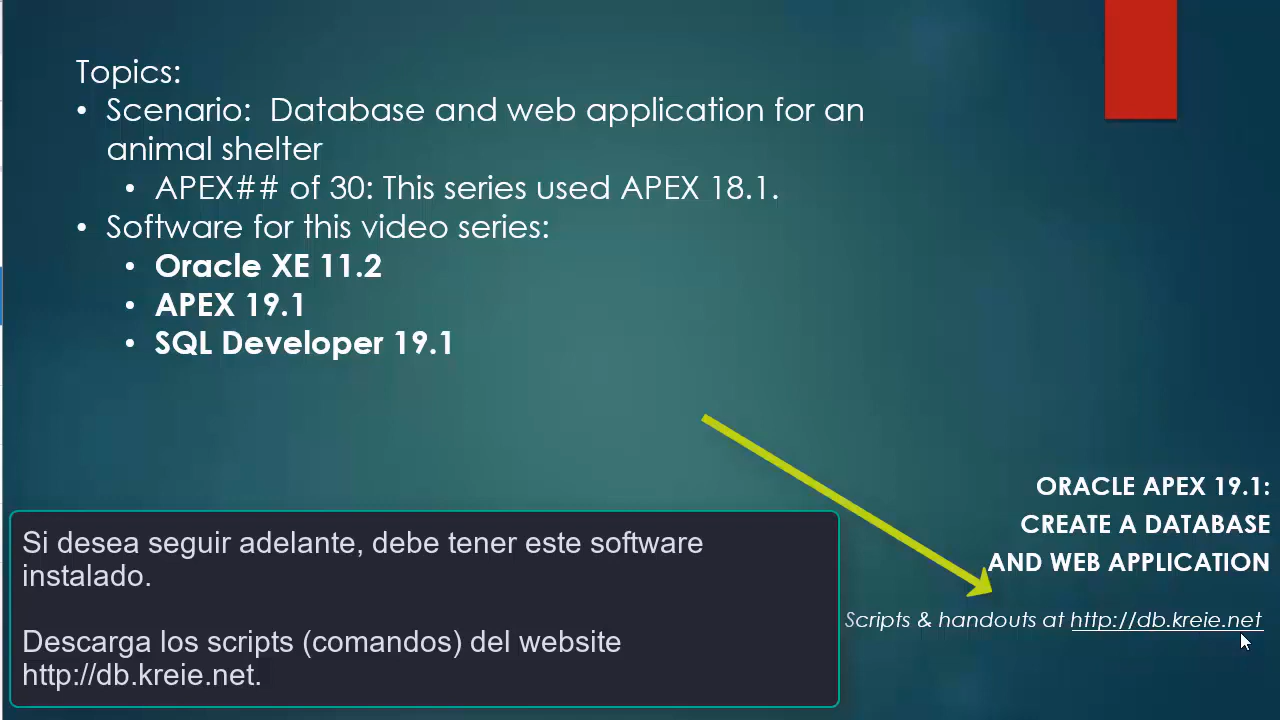 Topics:
• Scenario:  Database and web application for an
animal shelter
• APEX## of 30: This series used APEX 18.1.
• Software for this video series:
• Oracle XE 11.2
• APEX 19.1
• SQL Developer 19.1
ORACLE APEX 19.1:
CREATE A DATABASE
AND WEB APPLICATION
Scripts & handouts at http://db.kreie.net
Si desea seguir adelante, debe tener este software
instalado.
Descarga los scripts (comandos) del website
http://db.kreie.net.